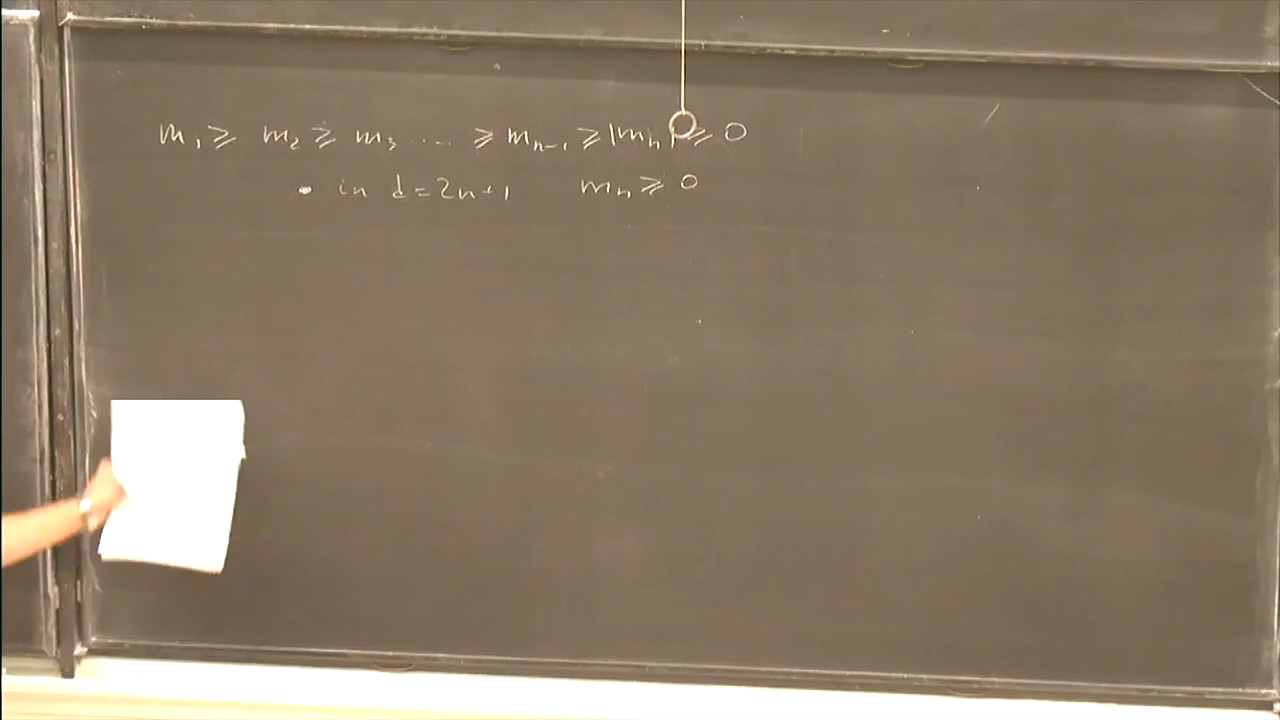 m₁ ⩾ m₂ ⩾ m₃ .... ⩾ mₙ₋₁ ⩾ |mₙ| ⩾ 0
• in d = 2n+1 mₙ ⩾ 0